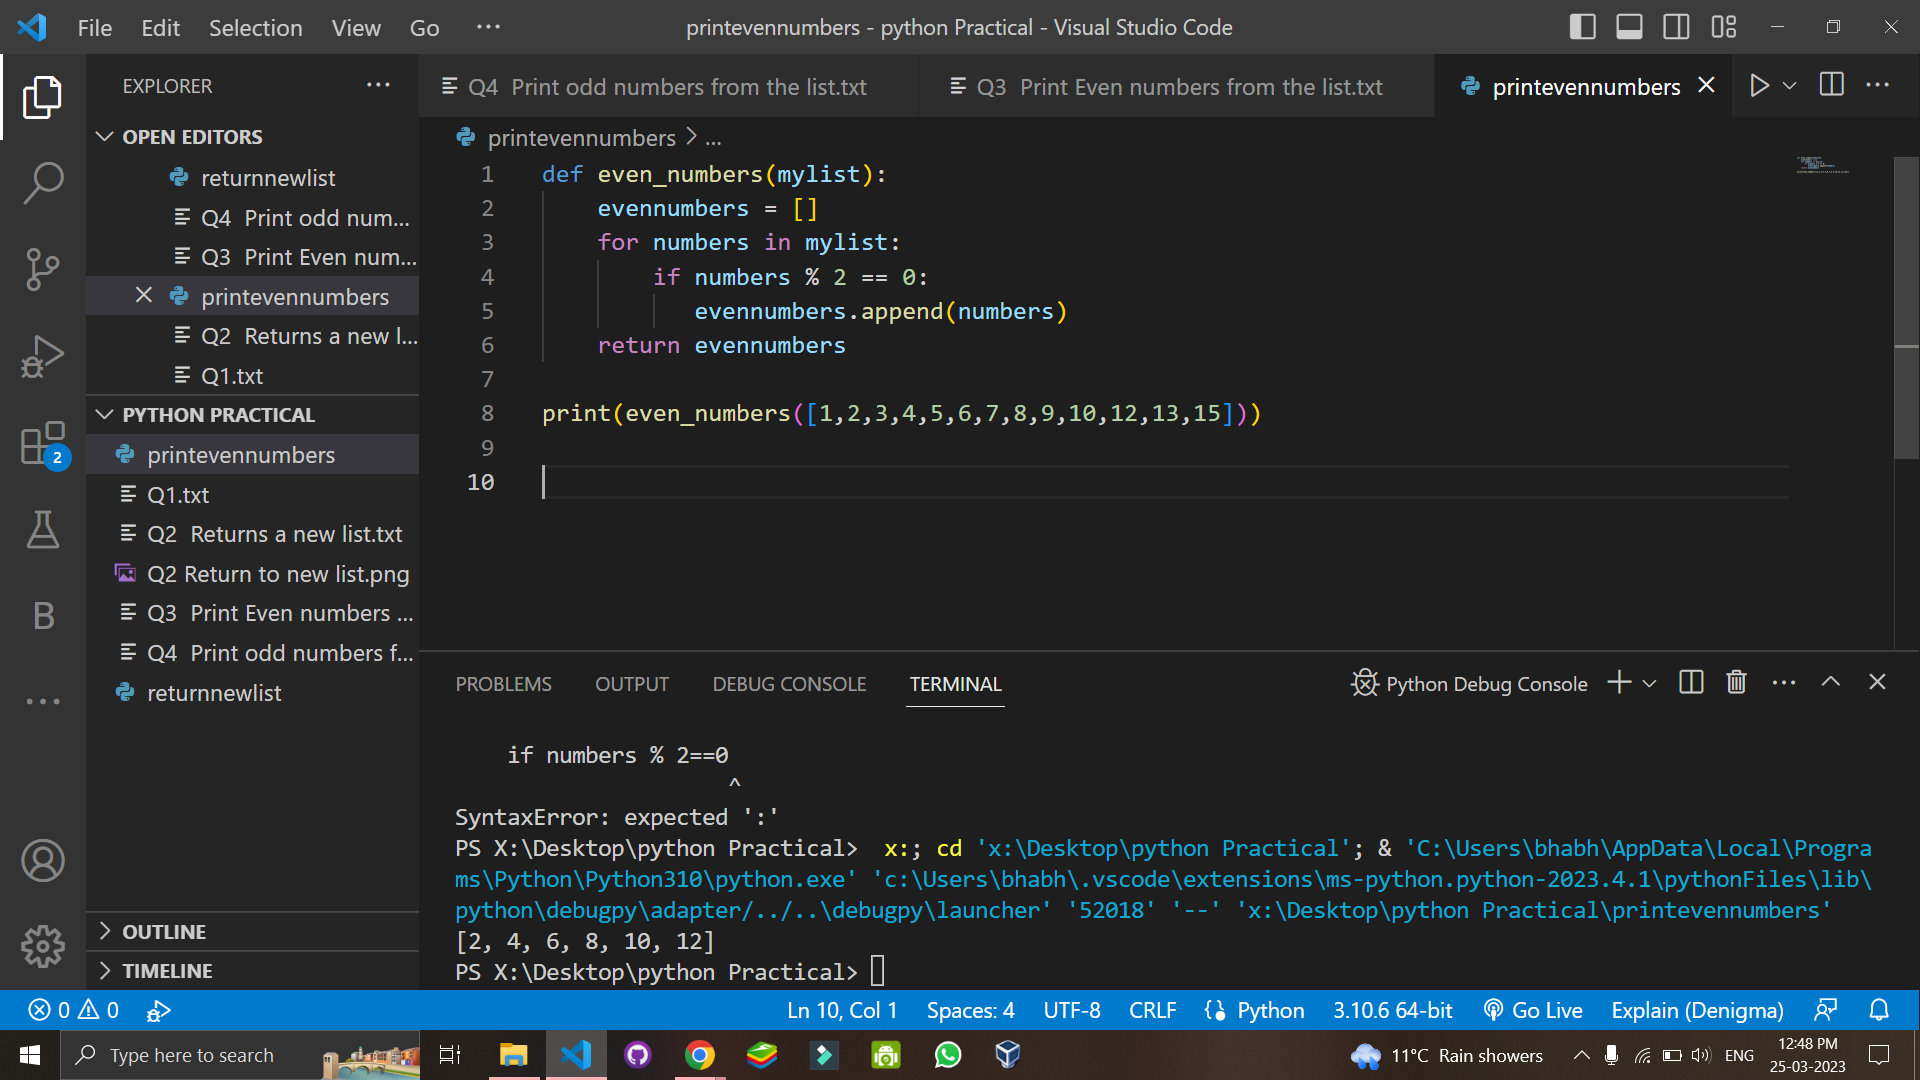 File Edit Selection View Go ··· printevennumbers - python Practical - Visual Studio Code
EXPLORER ···
OPEN EDITORS
returnnewlist
Q4 Print odd num...
Q3 Print Even num...
printevennumbers
Q2 Returns a new l...
Q1.txt
PYTHON PRACTICAL
printevennumbers
Q1.txt
Q2 Returns a new list.txt
Q2 Return to new list.png
Q3 Print Even numbers ...
Q4 Print odd numbers f...
returnnewlist
OUTLINE
TIMELINE
2
B
Q4 Print odd numbers from the list.txt Q3 Print Even numbers from the list.txt printevennumbers
printevennumbers > ...
1 def even_numbers(mylist):
2 evennumbers = []
3 for numbers in mylist:
4 if numbers % 2 == 0:
5 evennumbers.append(numbers)
6 return evennumbers
7
8 print(even_numbers([1,2,3,4,5,6,7,8,9,10,12,13,15]))
9
10
PROBLEMS OUTPUT DEBUG CONSOLE TERMINAL Python Debug Console
if numbers % 2==0
^
SyntaxError: expected ':'
PS X:\Desktop\python Practical> x:; cd 'x:\Desktop\python Practical'; & 'C:\Users\bhabh\AppData\Local\Progra
ms\Python\Python310\python.exe' 'c:\Users\bhabh\.vscode\extensions\ms-python.python-2023.4.1\pythonFiles\lib\
python\debugpy\adapter/../..\debugpy\launcher' '52018' '--' 'x:\Desktop\python Practical\printevennumbers'
[2, 4, 6, 8, 10, 12]
PS X:\Desktop\python Practical>
0 0 Ln 10, Col 1 Spaces: 4 UTF-8 CRLF {} Python 3.10.6 64-bit Go Live Explain (Denigma)
Type here to search 11°C Rain showers ENG 12:48 PM
25-03-2023